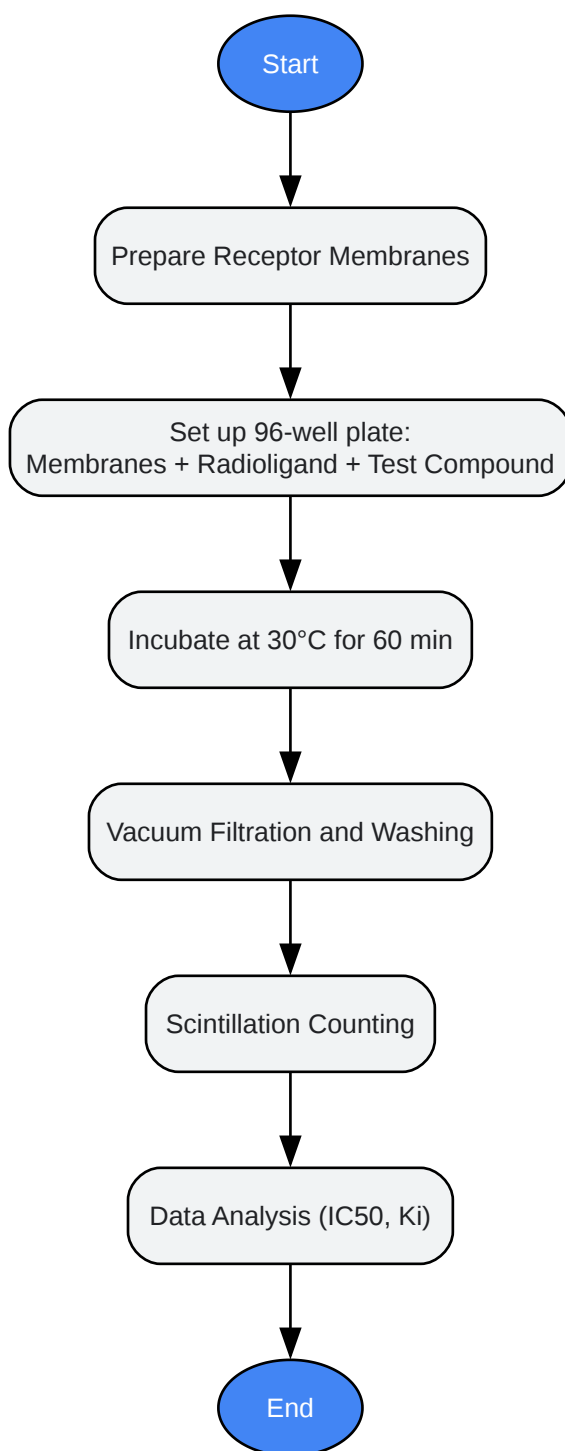 Start
Prepare Receptor Membranes
Set up 96-well plate:
Membranes + Radioligand + Test Compound
Incubate at 30°C for 60 min
Vacuum Filtration and Washing
Scintillation Counting
Data Analysis (IC50, Ki)
End